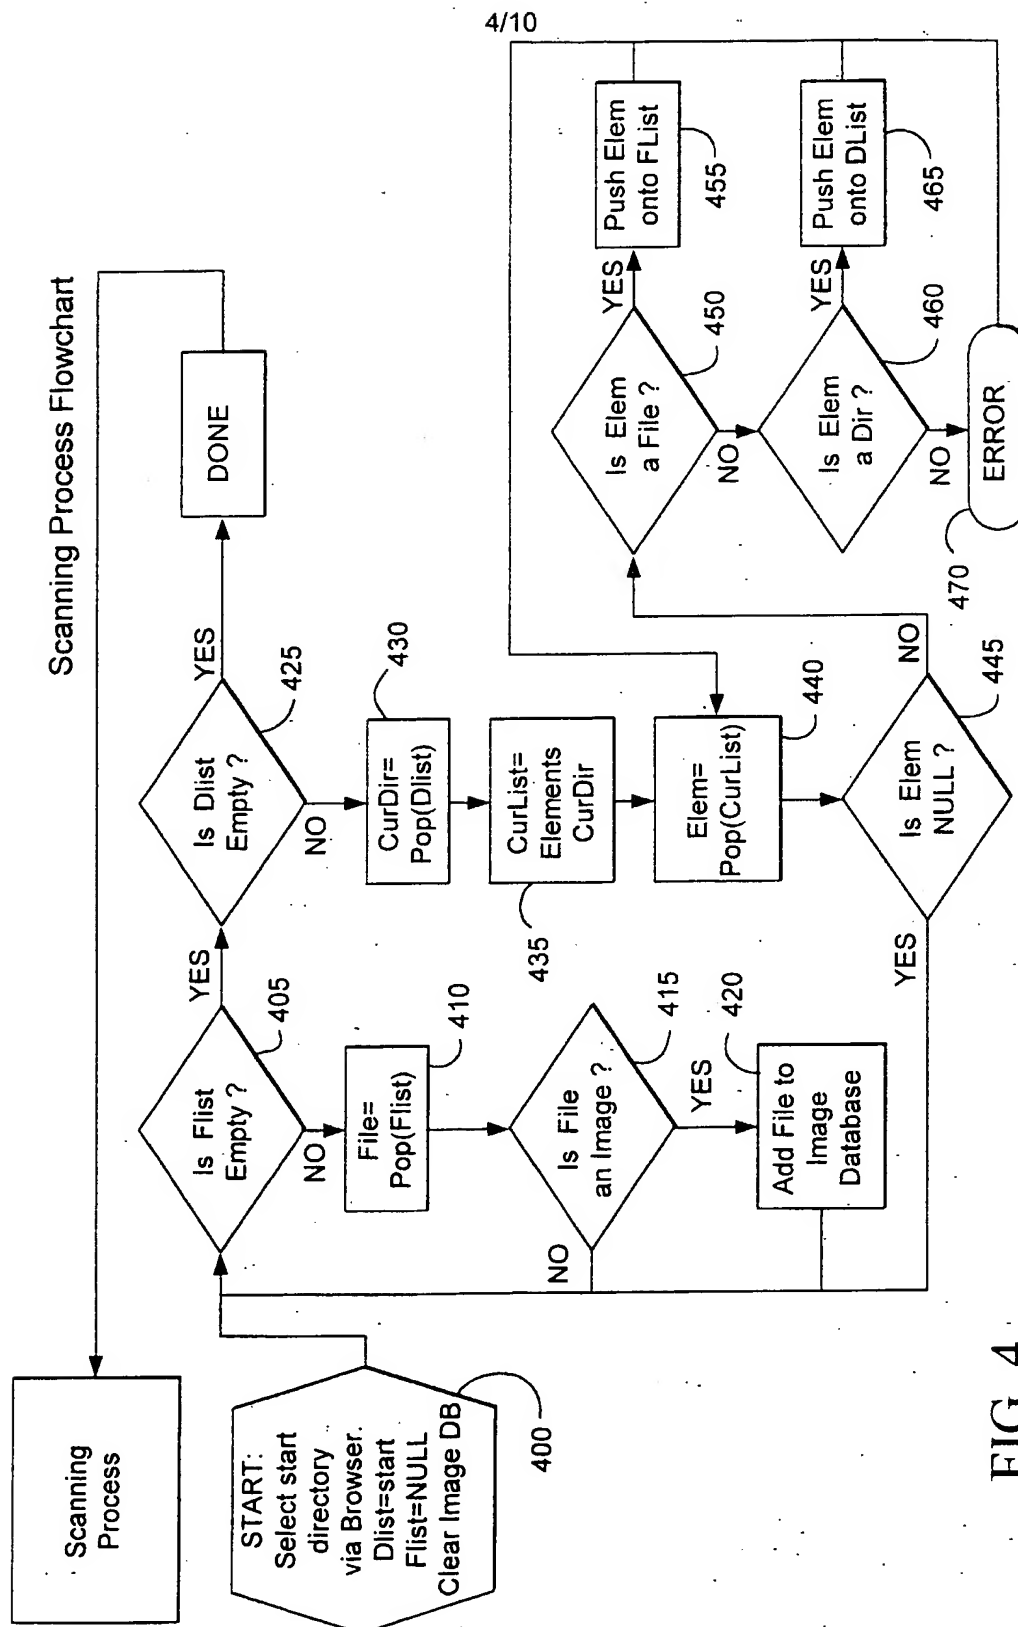 4/10
Scanning Process Flowchart
Scanning
Process
START:
Select start
directory
via Browser.
Dlist=start
Flist=NULL
Clear Image DB
400
Is Flist
Empty ?
405
YES
NO
File=
Pop(Flist)
410
Is File
an Image ?
415
NO
YES
420
Add File to
Image
Database
Is Dlist
Empty ?
425
YES
DONE
NO
CurDir=
Pop(Dlist)
430
CurList=
Elements
CurDir
435
Elem=
Pop(CurList)
440
Is Elem
NULL ?
445
YES
NO
Is Elem
a File ?
450
YES
Push Elem
onto FList
455
NO
Is Elem
a Dir ?
460
YES
Push Elem
onto DList
465
NO
ERROR
470
FIG. 4